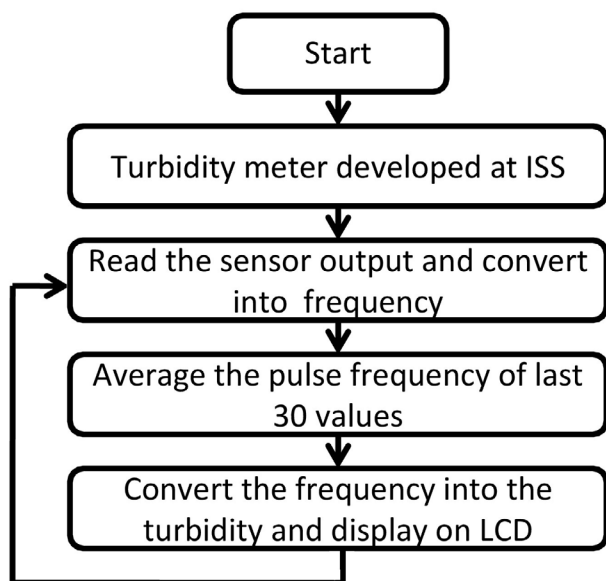 Start
Turbidity meter developed at ISS
Read the sensor output and convert
into frequency
Average the pulse frequency of last
30 values
Convert the frequency into the
turbidity and display on LCD